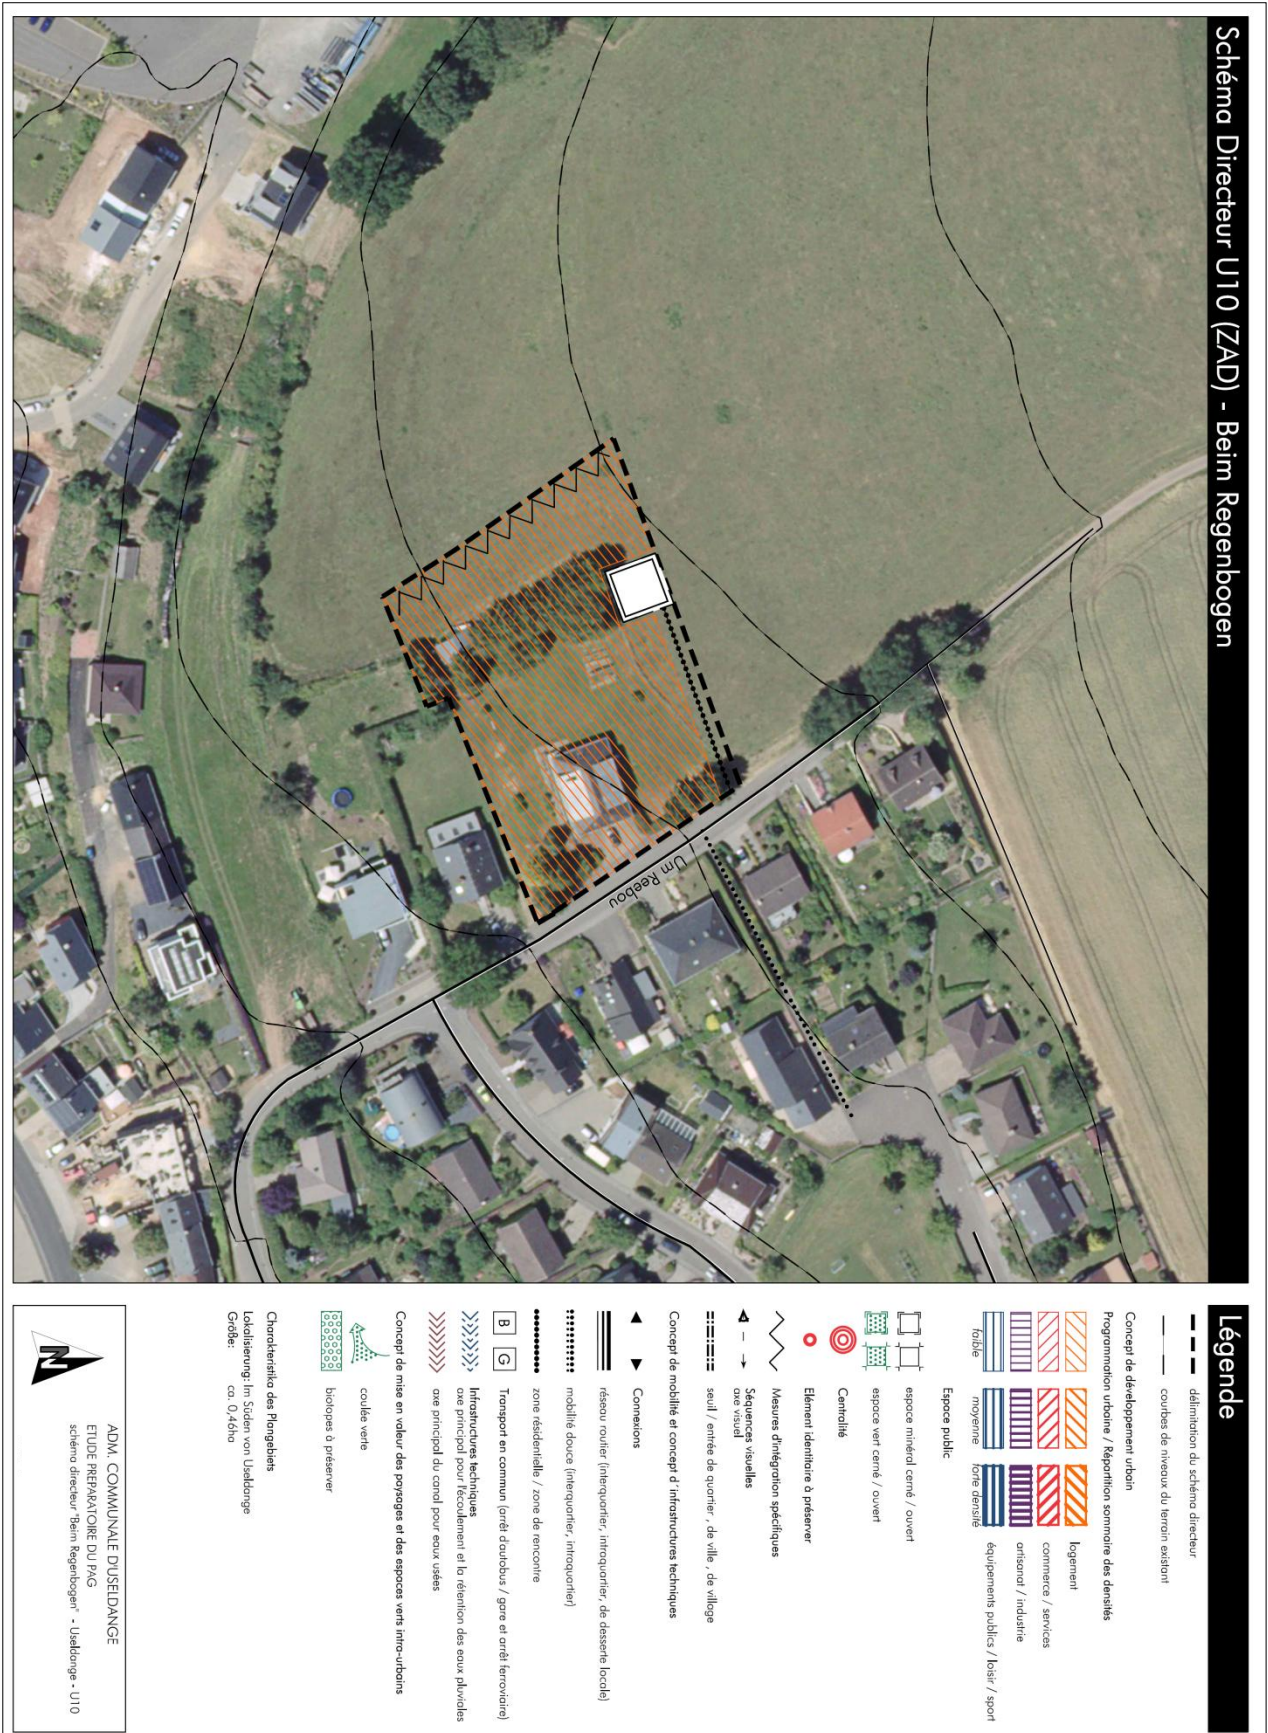 Schéma Directeur U10 (ZAD) - Beim Regenbogen
Um Reebou
Légende
délimitation du schéma directeur
courbes de niveaux du terrain existant
Concept de développement urbain
Programmation urbaine / Répartition sommaire des densités
logement
commerce / services
artisanat / industrie
équipements publics / loisir / sport
faible
moyenne
forte densité
Espace public
espace minéral cerné / ouvert
espace vert cerné / ouvert
Centralité
Elément identitaire à préserver
Mesures d'intégration spécifiques
Séquences visuelles
axe visuel
seuil / entrée de quartier , de ville , de village
Concept de mobilité et concept d´infrastructures techniques
Connexions
réseau routier (interquartier, intraquartier, de desserte locale)
mobilité douce (interquartier, intraquartier)
zone résidentielle / zone de rencontre
B G Transport en commun (arrêt d'autobus / gare et arrêt ferroviaire)
Infrastructures techniques
axe principal pour l'écoulement et la rétention des eaux pluviales
axe principal du canal pour eaux usées
Concept de mise en valeur des paysages et des espaces verts intra-urbains
coulée verte
biotopes à préserver
Charakteristika des Plangebiets
Lokalisierung: Im Süden von Useldange
Größe: ca. 0,46ha
N
ADM. COMMUNALE D'USELDANGE
ETUDE PREPARATOIRE DU PAG
schéma directeur "Beim Regenbogen" - Useldange - U10